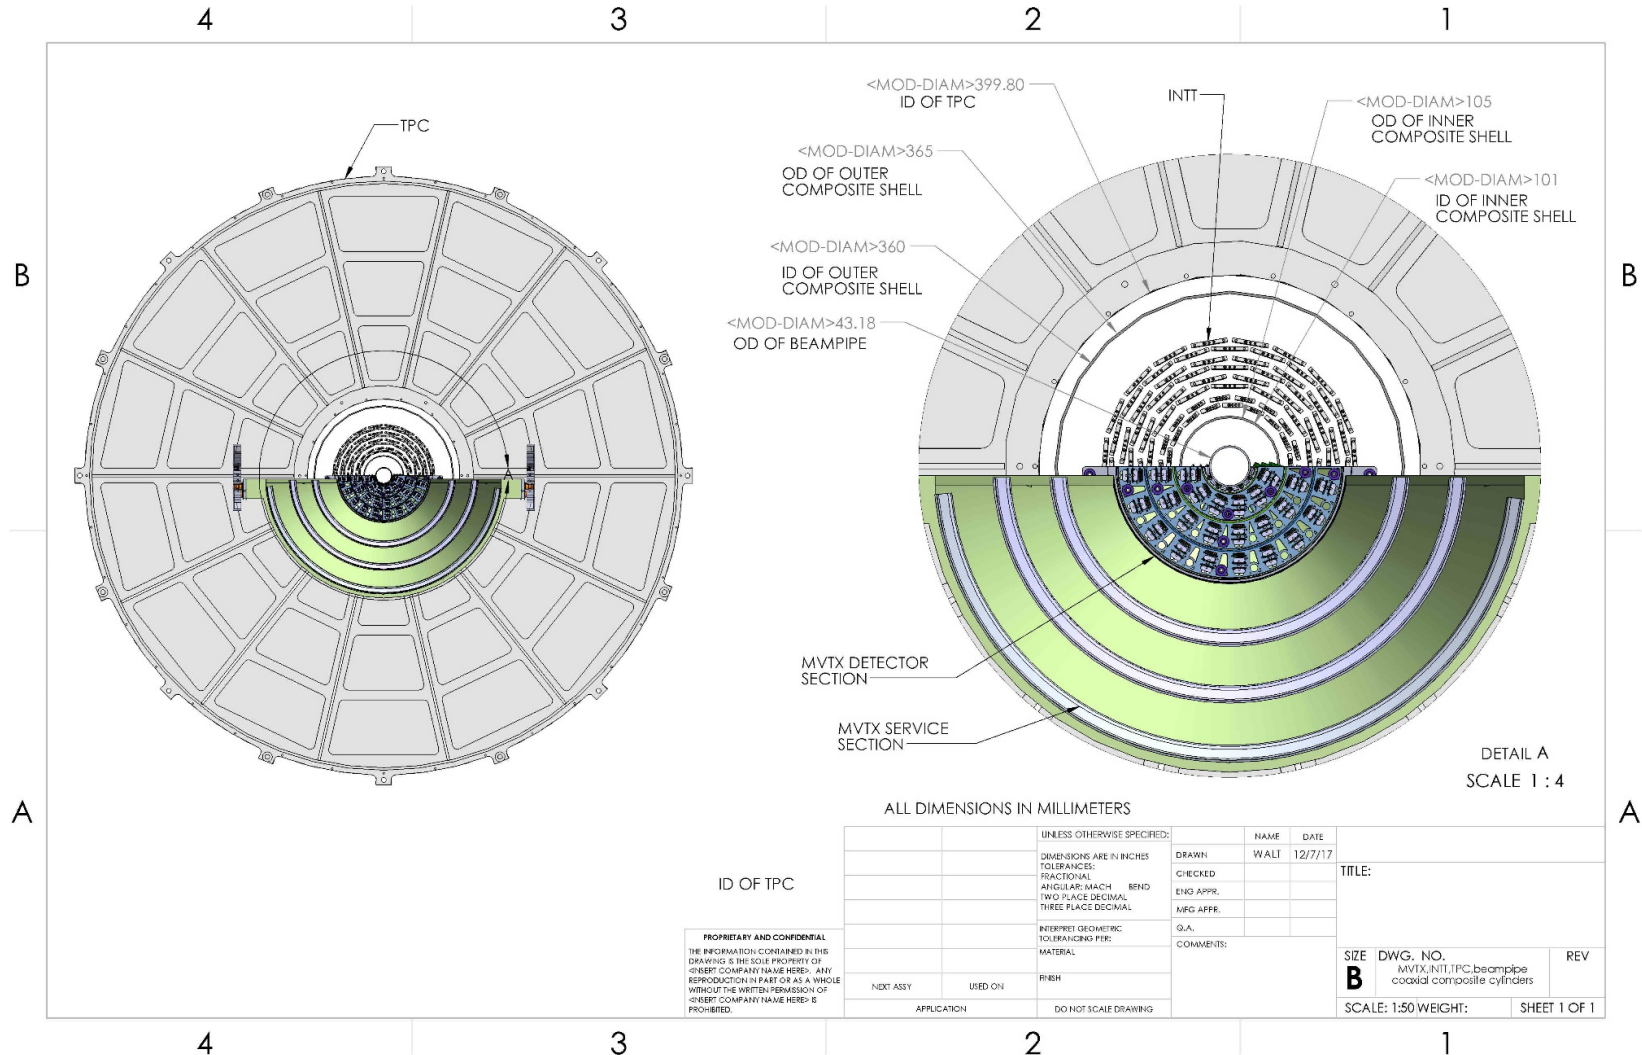 4
3
2
1
B
B
A
A
TPC
A
<MOD-DIAM>399.80
ID OF TPC
INTT
<MOD-DIAM>105
OD OF INNER
COMPOSITE SHELL
<MOD-DIAM>365
OD OF OUTER
COMPOSITE SHELL
<MOD-DIAM>101
ID OF INNER
COMPOSITE SHELL
<MOD-DIAM>360
ID OF OUTER
COMPOSITE SHELL
<MOD-DIAM>43.18
OD OF BEAMPIPE
MVTX DETECTOR
SECTION
MVTX SERVICE
SECTION
DETAIL A
SCALE 1 : 4
ALL DIMENSIONS IN MILLIMETERS
ID OF TPC
PROPRIETARY AND CONFIDENTIAL
THE INFORMATION CONTAINED IN THIS
DRAWING IS THE SOLE PROPERTY OF
<INSERT COMPANY NAME HERE>. ANY
REPRODUCTION IN PART OR AS A WHOLE
WITHOUT THE WRITTEN PERMISSION OF
<INSERT COMPANY NAME HERE> IS
PROHIBITED.
NEXT ASSY
USED ON
APPLICATION
UNLESS OTHERWISE SPECIFIED:
DIMENSIONS ARE IN INCHES
TOLERANCES:
FRACTIONAL
ANGULAR: MACH BEND
TWO PLACE DECIMAL
THREE PLACE DECIMAL
INTERPRET GEOMETRIC
TOLERANCING PER:
MATERIAL
FINISH
DO NOT SCALE DRAWING
NAME DATE
DRAWN WALT 12/7/17
CHECKED
ENG APPR.
MFG APPR.
Q.A.
COMMENTS:
TITLE:
SIZE DWG. NO. REV
B MVTX,INTT,TPC,beampipe
coaxial composite cylinders
SCALE: 1:50 WEIGHT: SHEET 1 OF 1
4
3
2
1